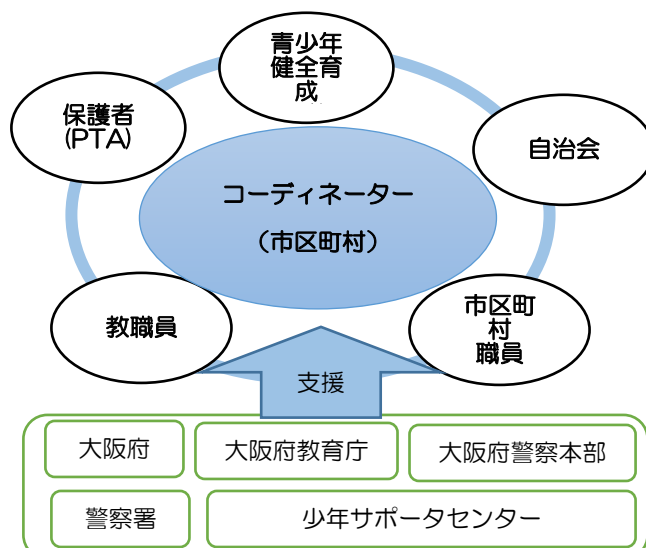 青少年
健全育
成
保護者
(PTA)
自治会
コーディネーター
（市区町村）
教職員
市区町
村
職員
支援
大阪府
大阪府教育庁
大阪府警察本部
警察署
少年サポータセンター